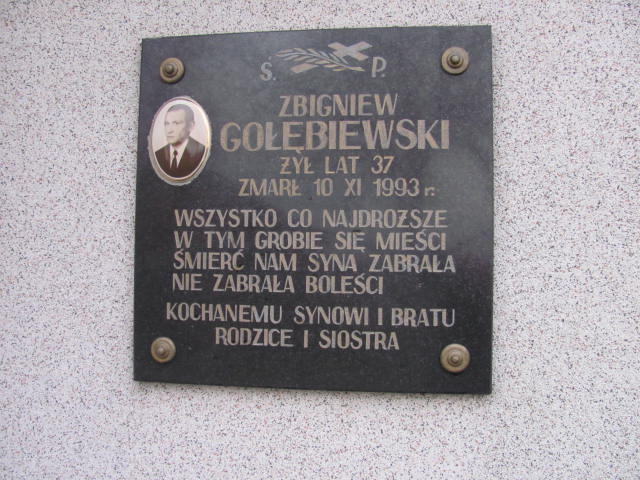 Ś. P.
ZBIGNIEW
GOŁĘBIEWSKI
ŻYŁ LAT 37
ZMARŁ 10 XI 1993 r.
WSZYSTKO CO NAJDROŻSZE
W TYM GROBIE SIĘ MIEŚCI
ŚMIERĆ NAM SYNA ZABRAŁA
NIE ZABRAŁA BOLEŚCI
KOCHANEMU SYNOWI I BRATU
RODZICE I SIOSTRA